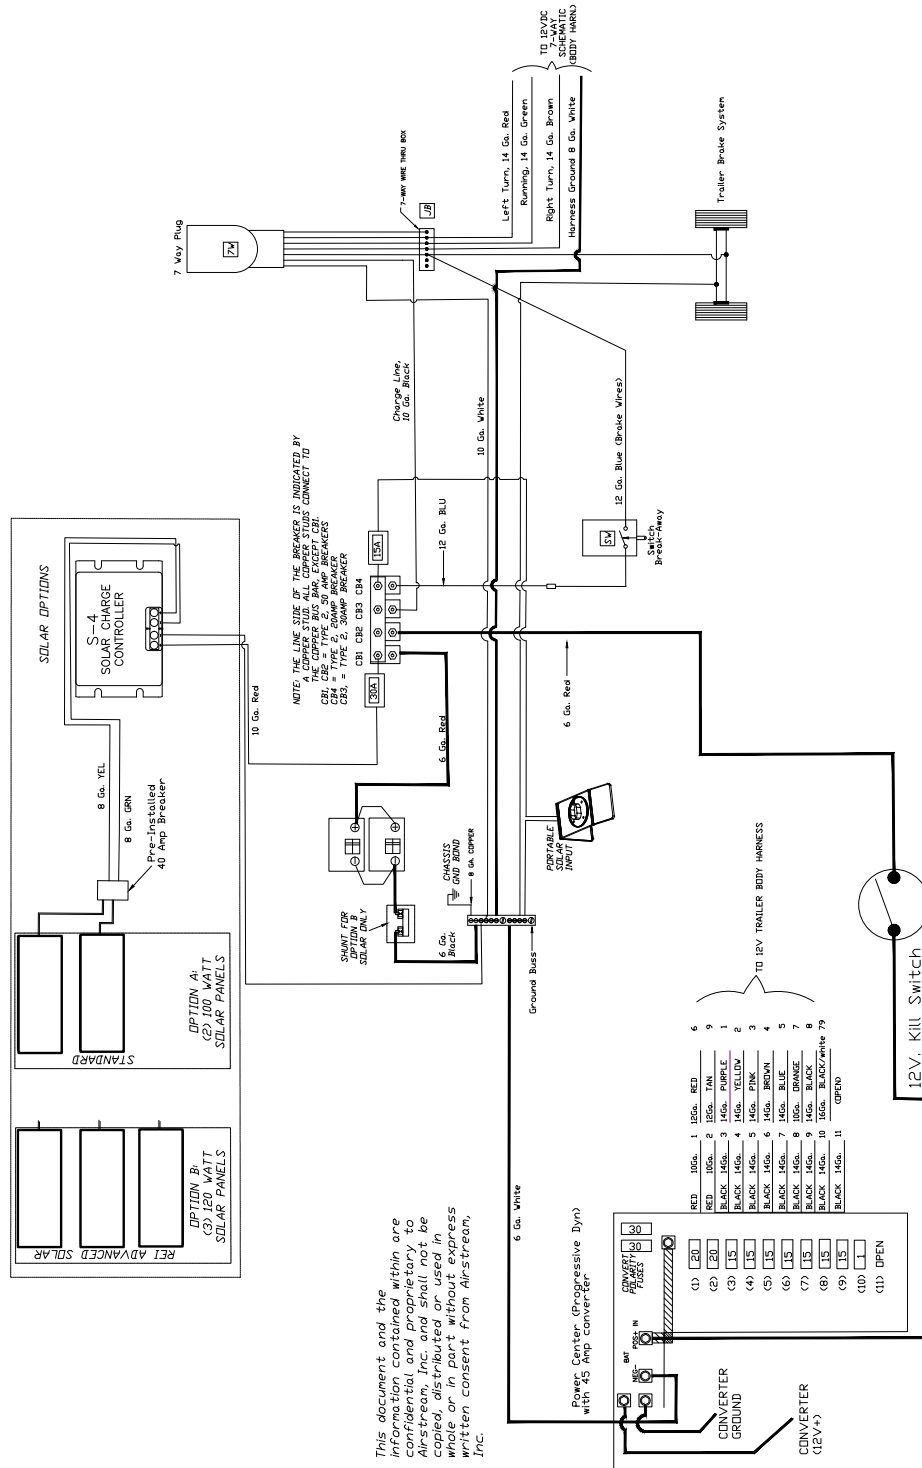 SOLAR OPTIONS
S-4
SOLAR CHARGE
CONTROLLER
8 Ga. YEL
8 Ga. GRN
Pre-Installed
40 Amp Breaker
10 Ga. Red
OPTION A:
(2) 100 WATT
SOLAR PANELS
STANDARD
OPTION B:
(3) 120 WATT
SOLAR PANELS
REI ADVANCED SOLAR
7 Way Plug
7W
7-WAY WIRE THRU BOX
JB
Left Turn, 14 Ga. Red
Running, 14 Ga. Green
Right Turn, 14 Ga. Brown
Harness Ground 8 Ga. White
TO 12VDC
7-WAY
SCHEMATIC
(BODY HARN.)
Trailer Brake System
Charge Line,
10 Ga. Black
10 Ga. White
12 Ga. Blue (Brake Wires)
SW
Switch
Break-Away
NOTE: THE LINE SIDE OF THE BREAKER IS INDICATED BY
A COPPER STUD. ALL COPPER STUDS CONNECT TO
THE COPPER BUS BAR, EXCEPT CB1.
CB1, CB2 = TYPE 2, 50 AMP BREAKERS
CB4 = TYPE 2, 20AMP BREAKER
CB3, = TYPE 2, 30AMP BREAKER
30A
CB1 CB2 CB3 CB4
15A
12 Ga. BLU
6 Ga. Red
6 Ga. Red
SHUNT FOR
OPTION B
SOLAR ONLY
CHASSIS
GND BOND
8 GA. COPPER
6 Ga.
Black
Ground Buss
PORTABLE
SOLAR
INPUT
12V, Kill Switch
TO 12V TRAILER BODY HARNESS
6 Ga. White
This document and the
information contained within are
confidential and proprietary to
Airstream, Inc. and shall not be
copied, distributed or used in
whole or in part without express
written consent from Airstream,
Inc.
Power Center (Progressive Dyn)
with 45 Amp converter
CONVERT
POLARITY
FUSES
30
30
BAT
NEG-
POS+ IN
CONVERTER
GROUND
CONVERTER
(12V+)
(1) 20 RED 10Ga. 1 12Ga. RED 6
(2) 20 RED 10Ga. 2 12Ga. TAN 9
(3) 15 BLACK 14Ga. 3 14Ga. PURPLE 1
(4) 15 BLACK 14Ga. 4 14Ga. YELLOW 2
(5) 15 BLACK 14Ga. 5 14Ga. PINK 3
(6) 15 BLACK 14Ga. 6 14Ga. BROWN 4
(7) 15 BLACK 14Ga. 7 14Ga. BLUE 5
(8) 15 BLACK 14Ga. 8 10Ga. ORANGE 7
(9) 15 BLACK 14Ga. 9 14Ga. BLACK 8
(10) 1 BLACK 14Ga. 10 16Ga. BLACK/White 79
(11) OPEN BLACK 14Ga. 11 (OPEN)